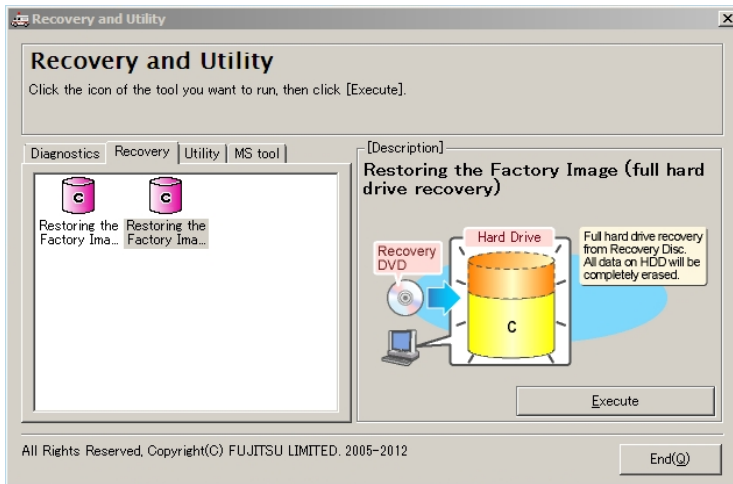 Recovery and Utility
Recovery and Utility
Click the icon of the tool you want to run, then click [Execute].
Diagnostics Recovery Utility MS tool
C C
Restoring the Factory Ima...
Restoring the Factory Ima...
[Description]
Restoring the Factory Image (full hard
drive recovery)
Recovery
DVD
Hard Drive
C
Full hard drive recovery
from Recovery Disc.
All data on HDD will be
completely erased.
Execute
All Rights Reserved, Copyright(C) FUJITSU LIMITED. 2005-2012
End(Q)